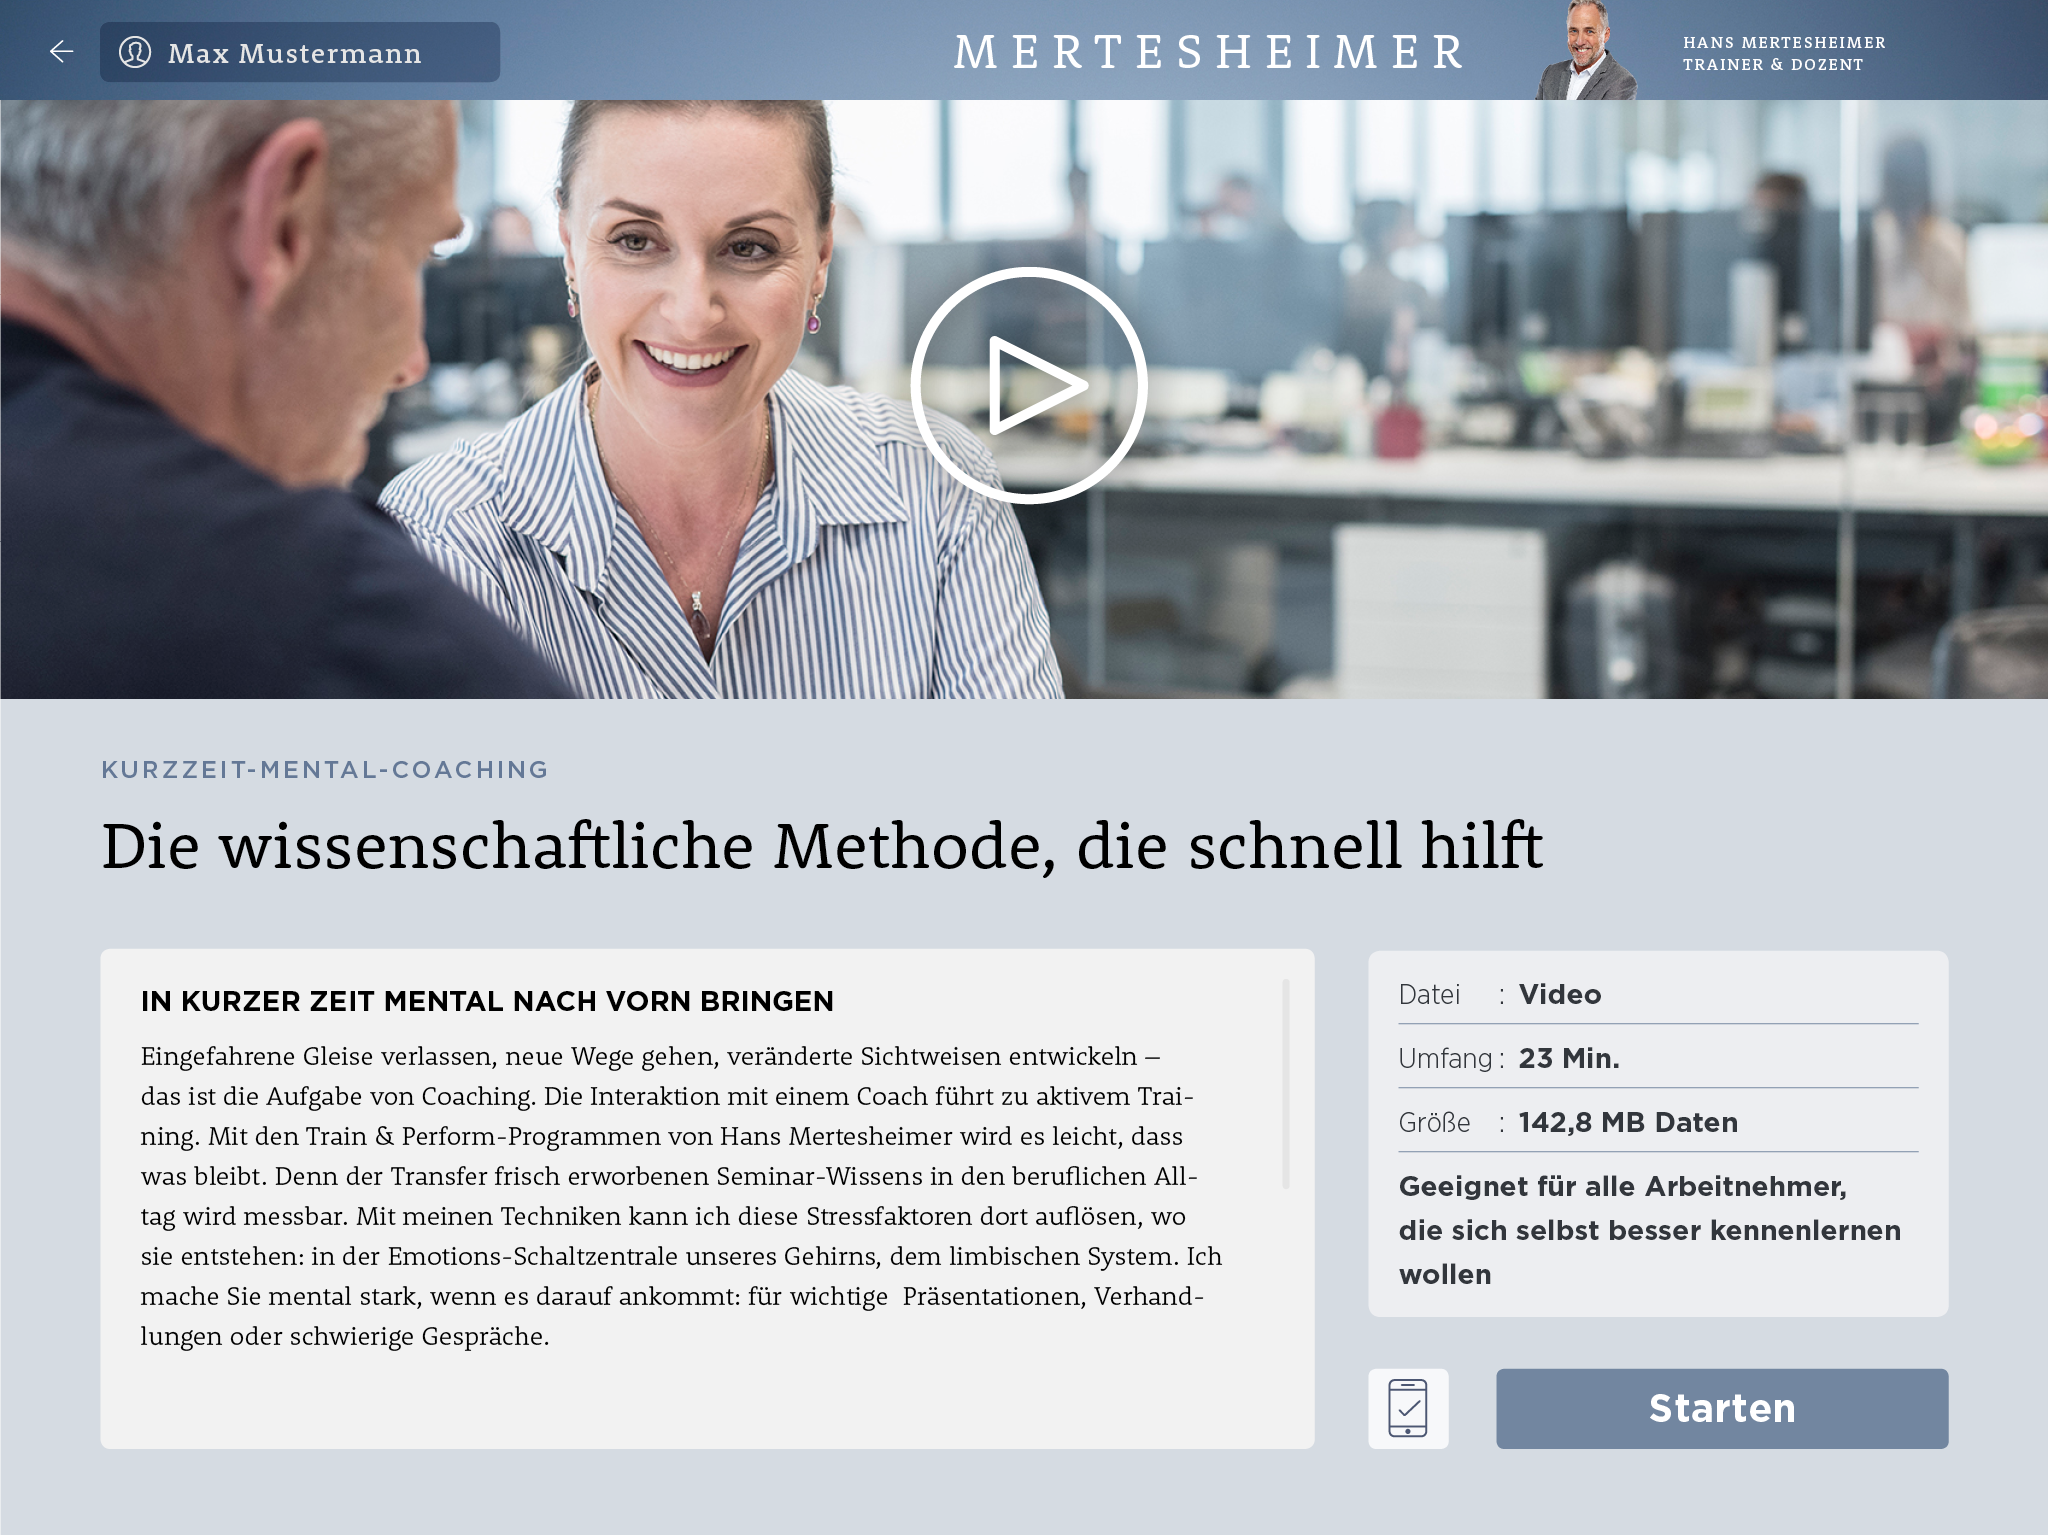 Max Mustermann
MERTESHEIMER
HANS MERTESHEIMER
TRAINER & DOZENT
KURZZEIT-MENTAL-COACHING
Die wissenschaftliche Methode, die schnell hilft
IN KURZER ZEIT MENTAL NACH VORN BRINGEN
Eingefahrene Gleise verlassen, neue Wege gehen, veränderte Sichtweisen entwickeln –
das ist die Aufgabe von Coaching. Die Interaktion mit einem Coach führt zu aktivem Trai-
ning. Mit den Train & Perform-Programmen von Hans Mertesheimer wird es leicht, dass
was bleibt. Denn der Transfer frisch erworbenen Seminar-Wissens in den beruflichen All-
tag wird messbar. Mit meinen Techniken kann ich diese Stressfaktoren dort auflösen, wo
sie entstehen: in der Emotions-Schaltzentrale unseres Gehirns, dem limbischen System. Ich
mache Sie mental stark, wenn es darauf ankommt: für wichtige  Präsentationen, Verhand-
lungen oder schwierige Gespräche.
Datei : Video
Umfang : 23 Min.
Größe : 142,8 MB Daten
Geeignet für alle Arbeitnehmer,
die sich selbst besser kennenlernen
wollen
Starten